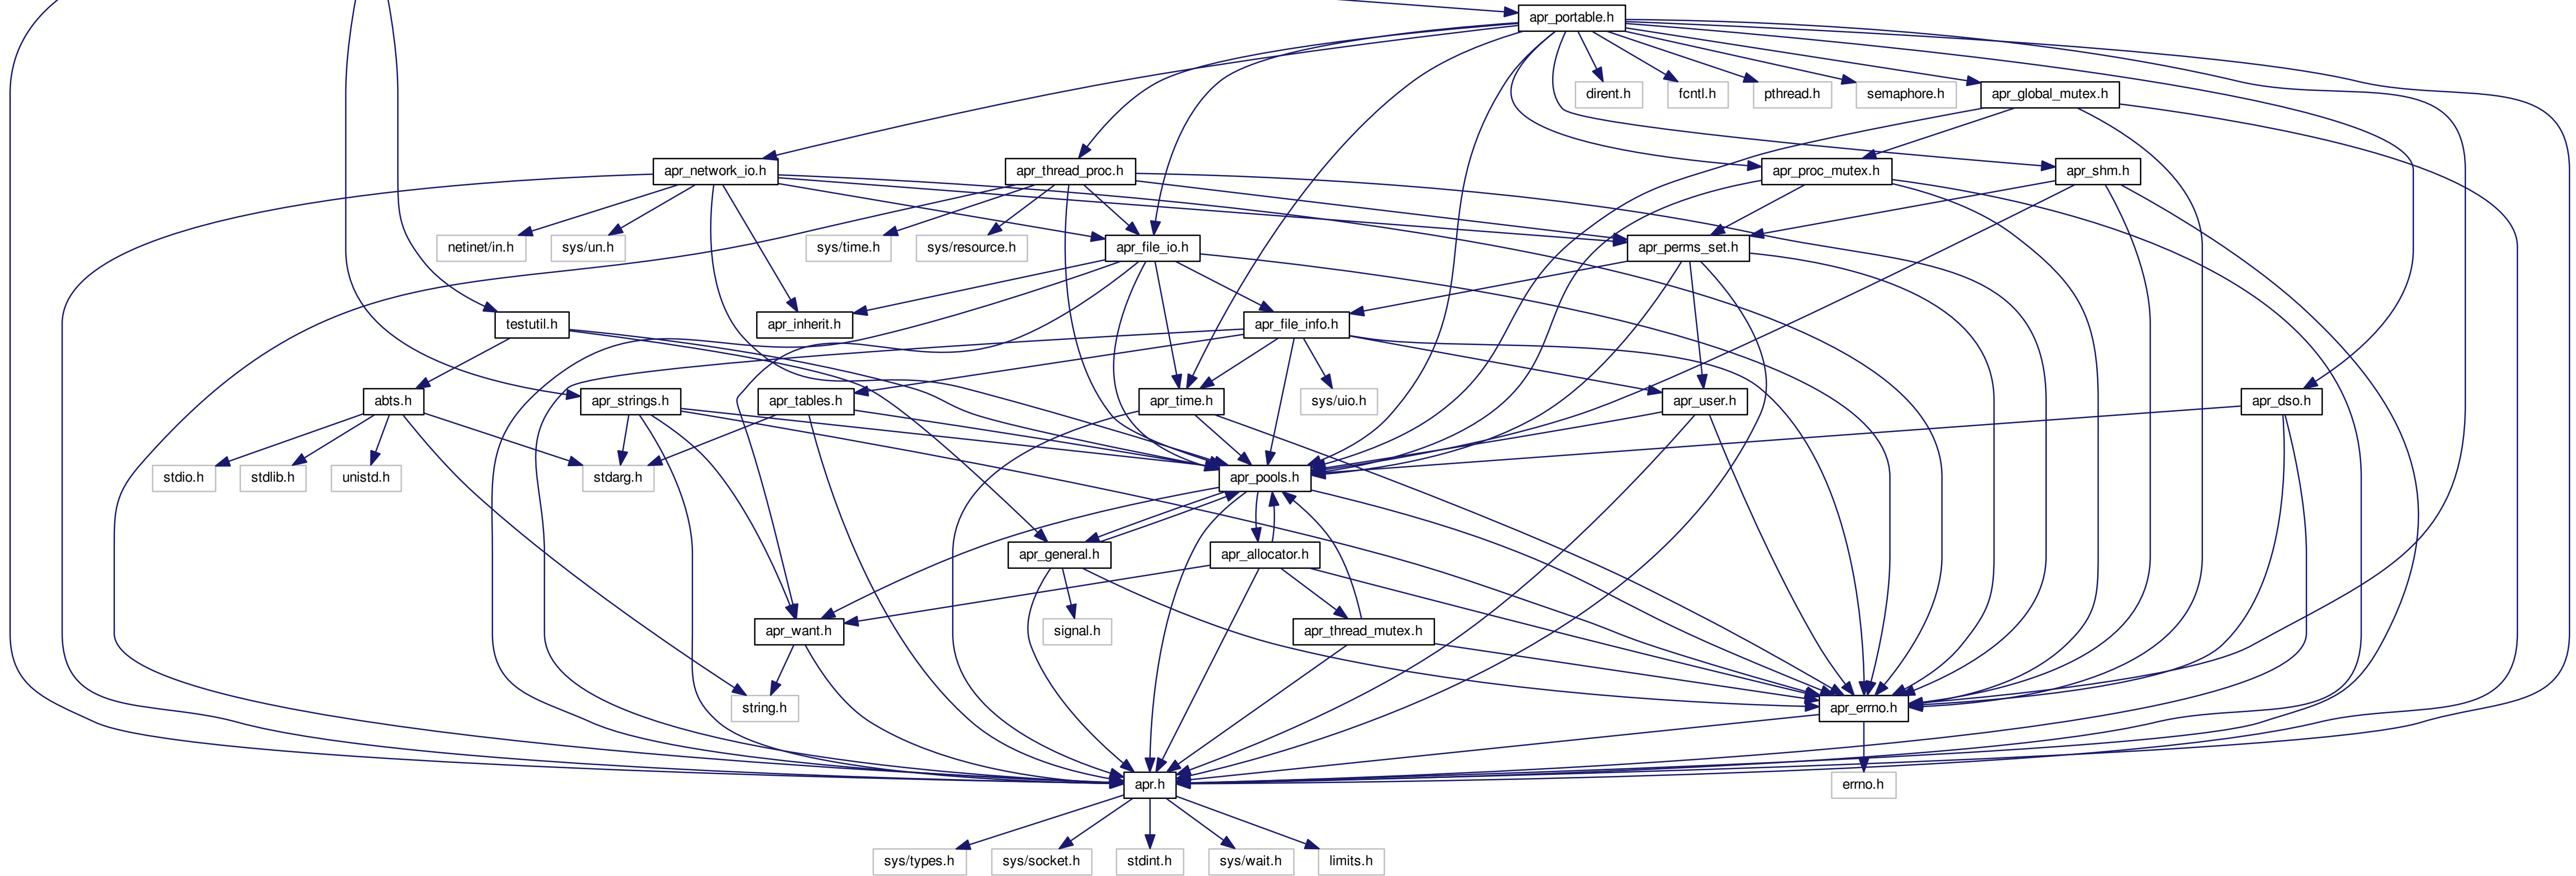 apr_portable.h
dirent.h
fcntl.h
pthread.h
semaphore.h
apr_global_mutex.h
apr_network_io.h
apr_thread_proc.h
apr_proc_mutex.h
apr_shm.h
netinet/in.h
sys/un.h
sys/time.h
sys/resource.h
apr_file_io.h
apr_perms_set.h
testutil.h
apr_inherit.h
apr_file_info.h
abts.h
apr_strings.h
apr_tables.h
apr_time.h
sys/uio.h
apr_user.h
apr_dso.h
stdio.h
stdlib.h
unistd.h
stdarg.h
apr_pools.h
apr_general.h
apr_allocator.h
apr_want.h
signal.h
apr_thread_mutex.h
string.h
apr_errno.h
apr.h
errno.h
sys/types.h
sys/socket.h
stdint.h
sys/wait.h
limits.h